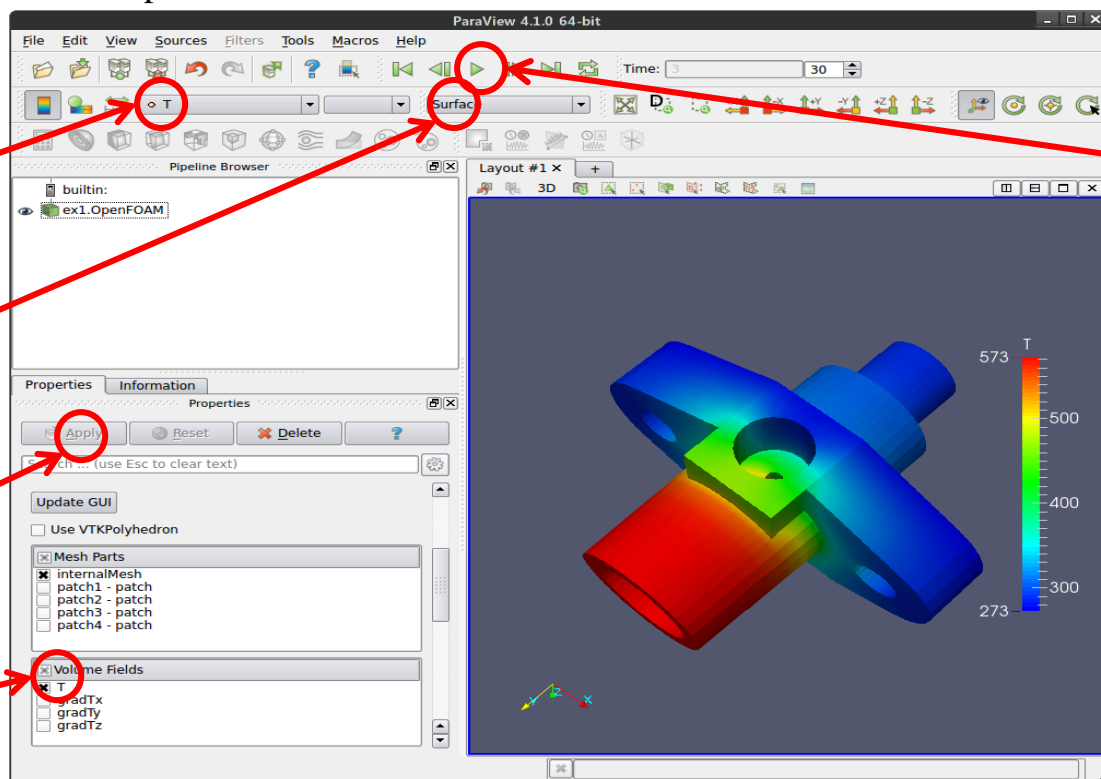 ParaView 4.1.0 64-bit
File Edit View Sources Filters Tools Macros Help
Time: 3 30
T Surface +X -X +Y -Y +Z -Z
Pipeline Browser
Layout #1 × +
3D
builtin:
ex1.OpenFOAM
Properties Information
Properties
Apply Reset Delete ?
Search ... (use Esc to clear text)
Update GUI
Use VTKPolyhedron
Mesh Parts
internalMesh
patch1 - patch
patch2 - patch
patch3 - patch
patch4 - patch
Volume Fields
T
gradTx
gradTy
gradTz
T
573
500
400
300
273
Y Z X